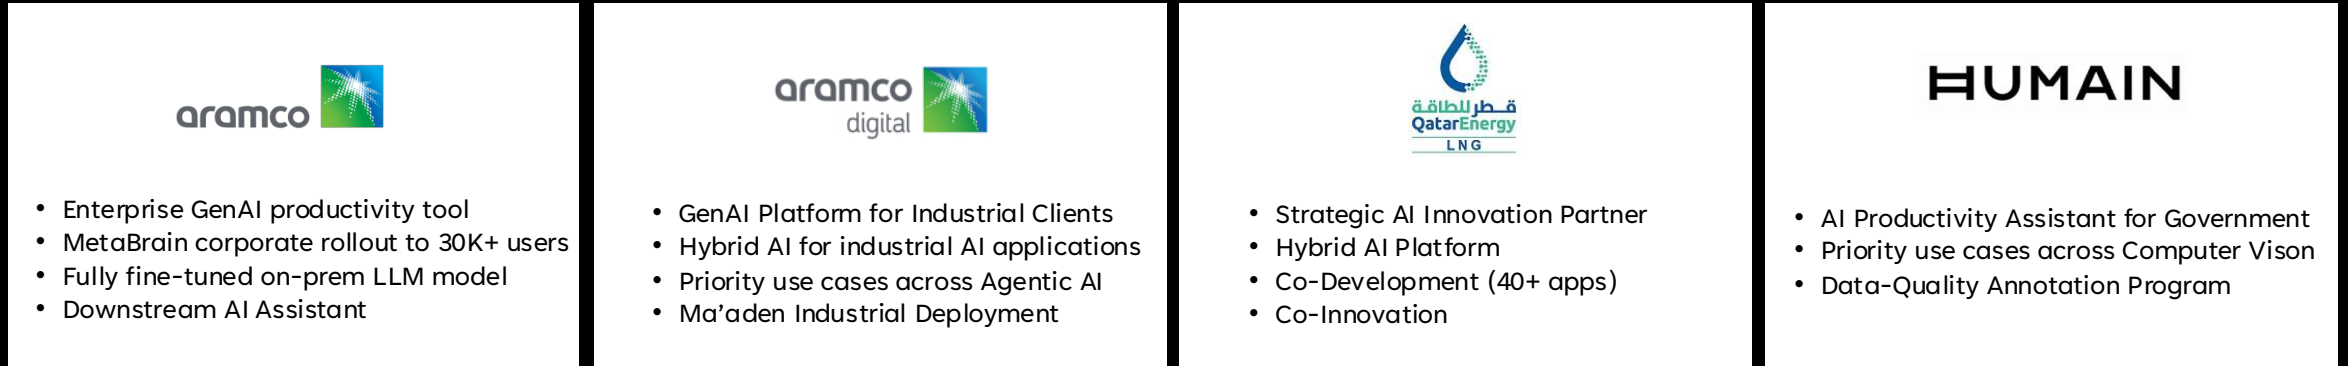 aramco
• Enterprise GenAI productivity tool
• MetaBrain corporate rollout to 30K+ users
• Fully fine-tuned on-prem LLM model
• Downstream AI Assistant
aramco
digital
• GenAI Platform for Industrial Clients
• Hybrid AI for industrial AI applications
• Priority use cases across Agentic AI
• Ma’aden Industrial Deployment
قطر للطاقة
QatarEnergy
LNG
• Strategic AI Innovation Partner
• Hybrid AI Platform
• Co-Development (40+ apps)
• Co-Innovation
HUMAIN
• AI Productivity Assistant for Government
• Priority use cases across Computer Vison
• Data-Quality Annotation Program